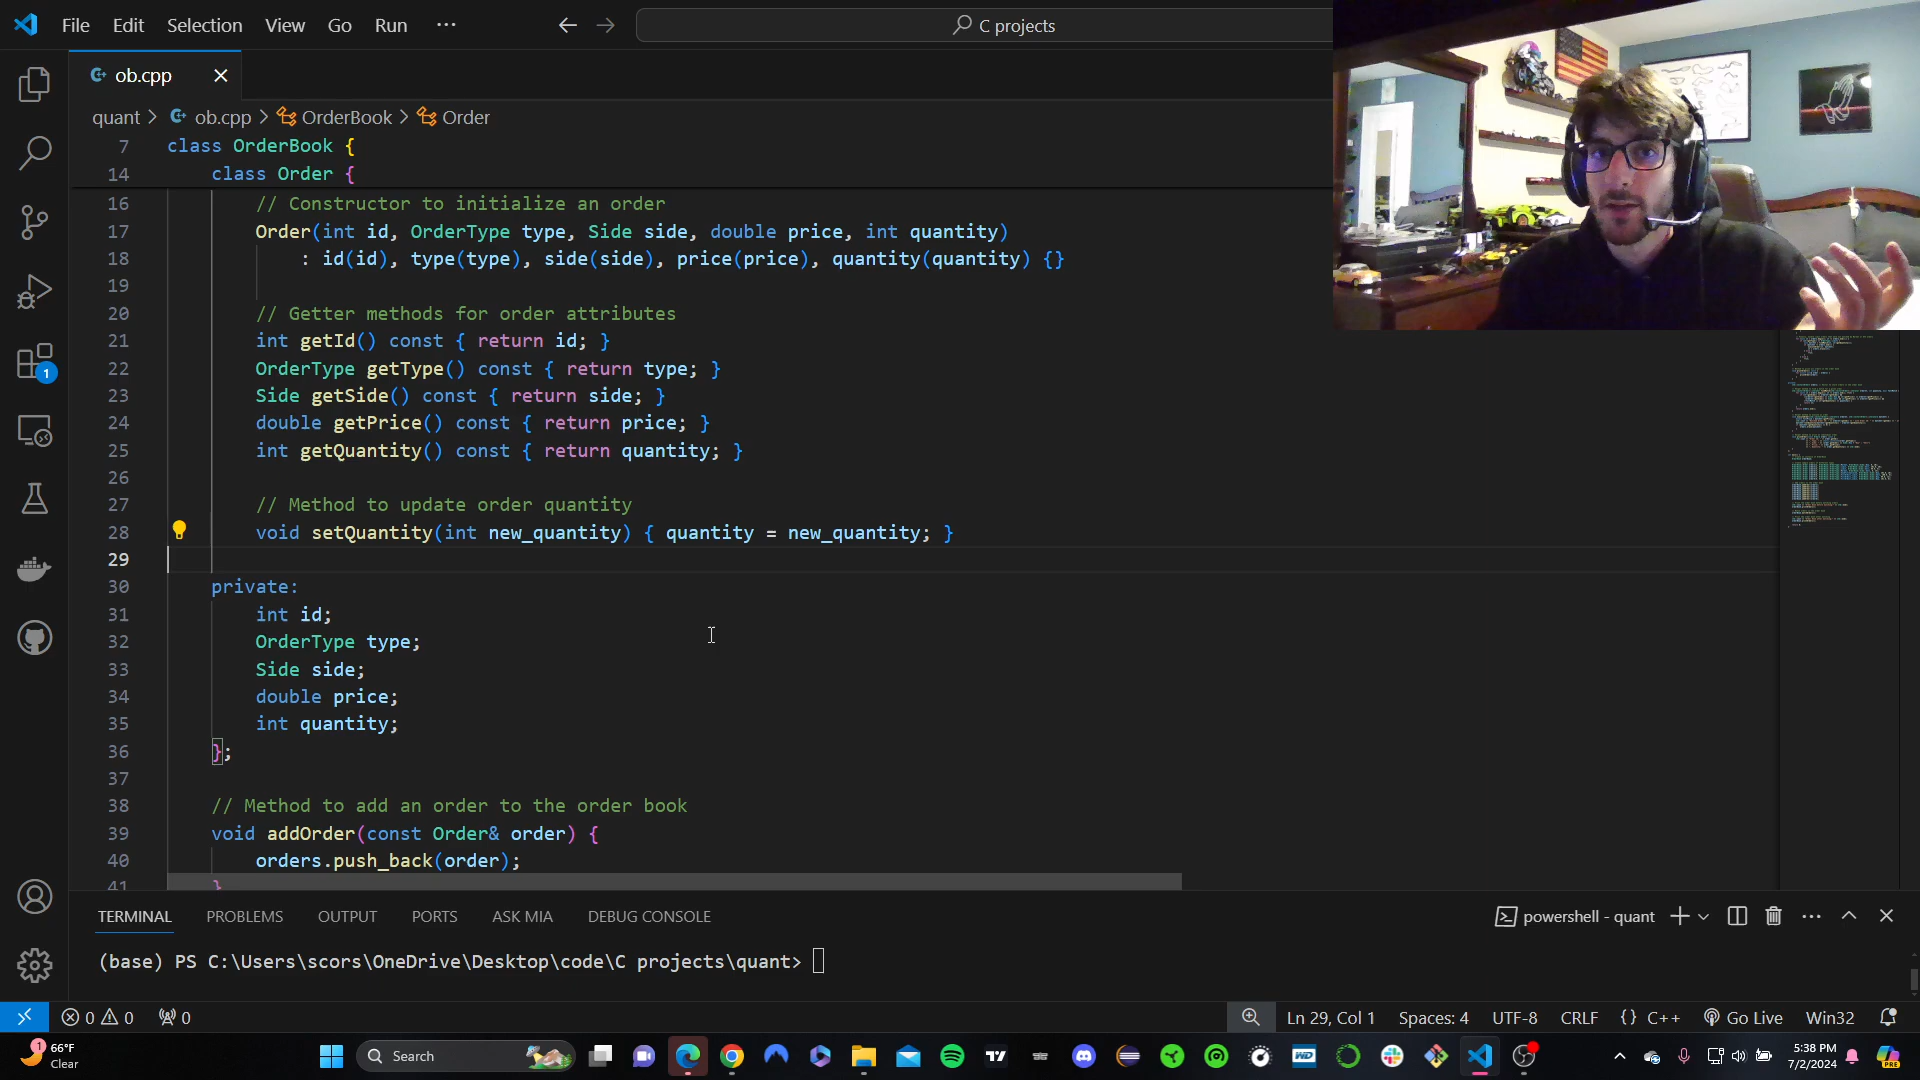 File Edit Selection View Go Run ···
C projects
ob.cpp
quant > ob.cpp > OrderBook > Order
7 class OrderBook {
14 class Order {
16 // Constructor to initialize an order
17 Order(int id, OrderType type, Side side, double price, int quantity)
18 : id(id), type(type), side(side), price(price), quantity(quantity) {}
19
20 // Getter methods for order attributes
21 int getId() const { return id; }
22 OrderType getType() const { return type; }
23 Side getSide() const { return side; }
24 double getPrice() const { return price; }
25 int getQuantity() const { return quantity; }
26
27 // Method to update order quantity
28 void setQuantity(int new_quantity) { quantity = new_quantity; }
29
30 private:
31 int id;
32 OrderType type;
33 Side side;
34 double price;
35 int quantity;
36 };
37
38 // Method to add an order to the order book
39 void addOrder(const Order& order) {
40 orders.push_back(order);
41 }
1
TERMINAL PROBLEMS OUTPUT PORTS ASK MIA DEBUG CONSOLE
powershell - quant
(base) PS C:\Users\scors\OneDrive\Desktop\code\C projects\quant>
0 0 0
Ln 29, Col 1 Spaces: 4 UTF-8 CRLF {} C++ Go Live Win32
1
66°F
Clear
Search
WD
PRE
5:38 PM
7/2/2024